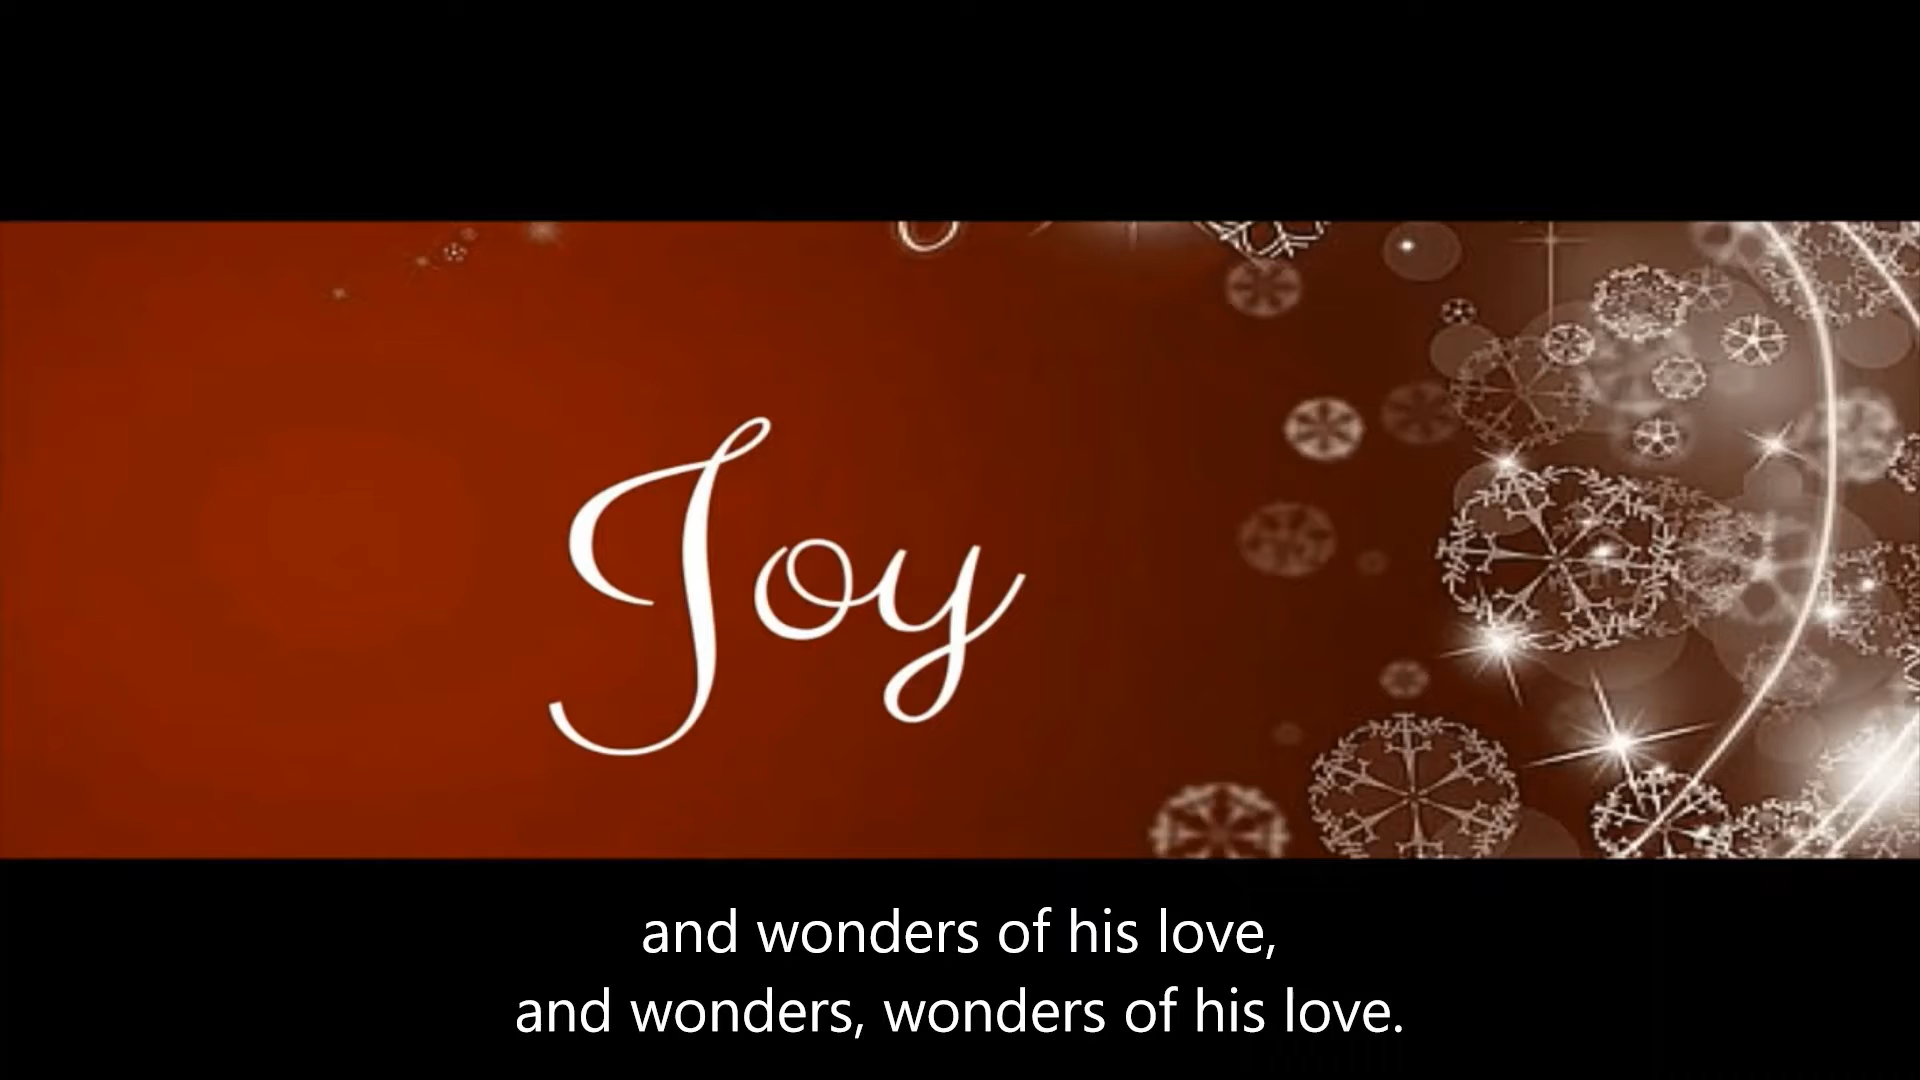 Joy
and wonders of his love,
and wonders, wonders of his love.